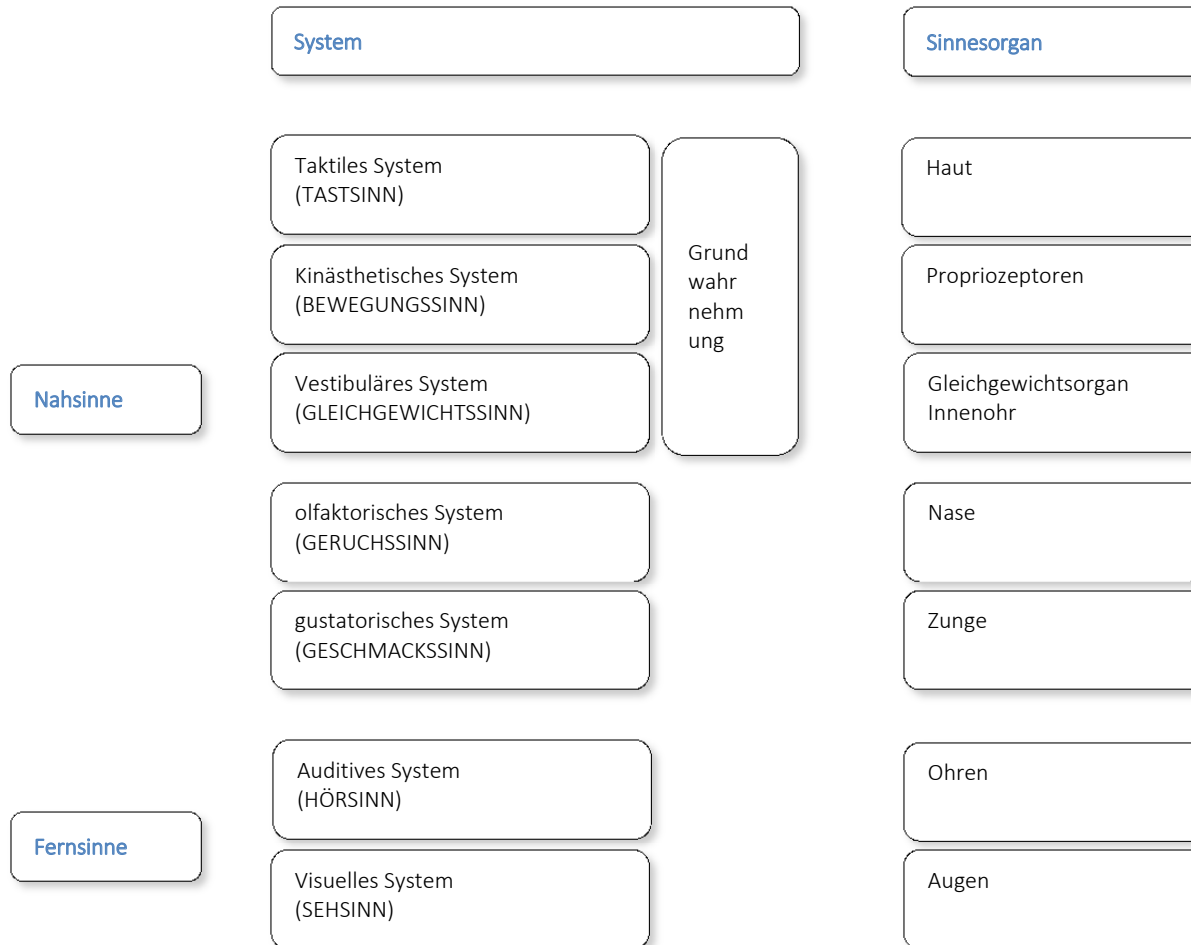 System
Sinnesorgan
Taktiles System
(TASTSINN)
Haut
Kinästhetisches System
(BEWEGUNGSSINN)
Grund
wahr
nehm
ung
Propriozeptoren
Nahsinne
Vestibuläres System
(GLEICHGEWICHTSSINN)
Gleichgewichtsorgan
Innenohr
olfaktorisches System
(GERUCHSSINN)
Nase
gustatorisches System
(GESCHMACKSSINN)
Zunge
Fernsinne
Auditives System
(HÖRSINN)
Ohren
Visuelles System
(SEHSINN)
Augen